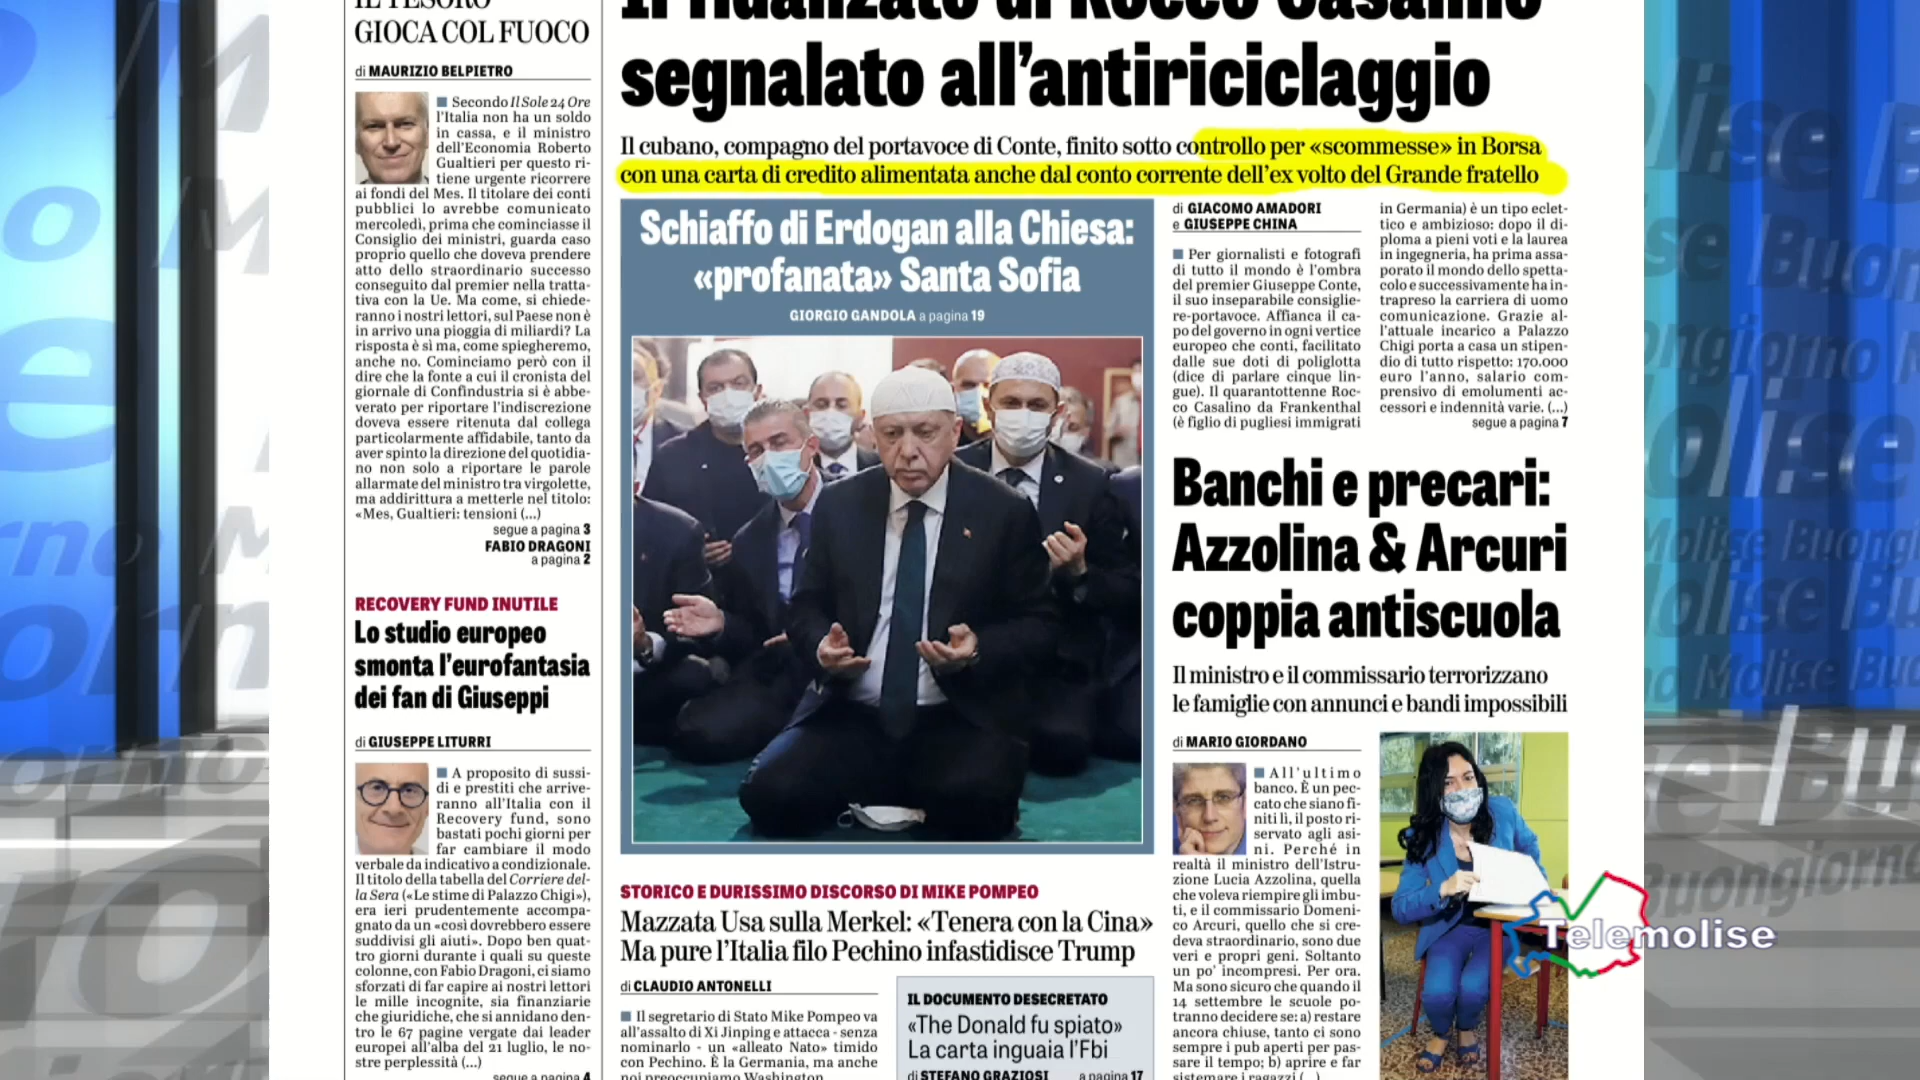 IL TESORO
GIOCA COL FUOCO
di MAURIZIO BELPIETRO
■ Secondo Il Sole 24 Ore
l'Italia non ha un soldo
in cassa, e il ministro
dell'Economia Roberto
Gualtieri per questo ri-
tiene urgente ricorrere
ai fondi del Mes. Il titolare dei conti
pubblici lo avrebbe comunicato
mercoledì, prima che cominciasse il
Consiglio dei ministri, guarda caso
proprio quello che doveva prendere
atto dello straordinario successo
conseguito dal premier nella tratta-
tiva con la Ue. Ma come, si chiede-
ranno i nostri lettori, sul Paese non è
in arrivo una pioggia di miliardi? La
risposta è sì ma, come spiegheremo,
anche no. Cominciamo però con il
dire che la fonte a cui il cronista del
giornale di Confindustria si è abbe-
verato per riportare l'indiscrezione
doveva essere ritenuta dal collega
particolarmente affidabile, tanto da
aver spinto la direzione del quotidia-
no non solo a riportare le parole
allarmate del ministro tra virgolette,
ma addirittura a metterle nel titolo:
«Mes, Gualtieri: tensioni (...)
segue a pagina 3
FABIO DRAGONI
a pagina 2
RECOVERY FUND INUTILE
Lo studio europeo
smonta l'eurofantasia
dei fan di Giuseppi
di GIUSEPPE LITURRI
■ A proposito di sussi-
di e prestiti che arrive-
ranno all'Italia con il
Recovery fund, sono
bastati pochi giorni per
far cambiare il modo
verbale da indicativo a condizionale.
Il titolo della tabella del Corriere del-
la Sera («Le stime di Palazzo Chigi»),
era ieri prudentemente accompa-
gnato da un «così dovrebbero essere
suddivisi gli aiuti». Dopo ben quat-
tro giorni durante i quali su queste
colonne, con Fabio Dragoni, ci siamo
sforzati di far capire ai nostri lettori
le mille incognite, sia finanziarie
che giuridiche, che si annidano den-
tro le 67 pagine vergate dai leader
europei all'alba del 21 luglio, le no-
stre perplessità (...)
segue a pagina 4
Il fidanzato di Rocco Casalino
segnalato all'antiriciclaggio
Il cubano, compagno del portavoce di Conte, finito sotto controllo per «scommesse» in Borsa
con una carta di credito alimentata anche dal conto corrente dell'ex volto del Grande fratello
Schiaffo di Erdogan alla Chiesa:
«profanata» Santa Sofia
GIORGIO GANDOLA a pagina 19
STORICO E DURISSIMO DISCORSO DI MIKE POMPEO
Mazzata Usa sulla Merkel: «Tenera con la Cina»
Ma pure l'Italia filo Pechino infastidisce Trump
di CLAUDIO ANTONELLI
■ Il segretario di Stato Mike Pompeo va
all'assalto di Xi Jinping e attacca - senza
nominarlo - un «alleato Nato» timido
con Pechino. È la Germania, ma anche
noi preoccupiamo Washington.
IL DOCUMENTO DESECRETATO
«The Donald fu spiato»
La carta inguaia l'Fbi
di STEFANO GRAZIOSI a pagina 17
di GIACOMO AMADORI
e GIUSEPPE CHINA
■ Per giornalisti e fotografi
di tutto il mondo è l'ombra
del premier Giuseppe Conte,
il suo inseparabile consiglie-
re-portavoce. Affianca il ca-
po del governo in ogni vertice
europeo che conti, facilitato
dalle sue doti di poliglotta
(dice di parlare cinque lin-
gue). Il quarantottenne Roc-
co Casalino da Frankenthal
(è figlio di pugliesi immigrati
in Germania) è un tipo eclet-
tico e ambizioso: dopo il di-
ploma a pieni voti e la laurea
in ingegneria, ha prima assa-
porato il mondo dello spetta-
colo e successivamente ha in-
trapreso la carriera di uomo
comunicazione. Grazie al-
l'attuale incarico a Palazzo
Chigi porta a casa un stipen-
dio di tutto rispetto: 170.000
euro l'anno, salario com-
prensivo di emolumenti ac-
cessori e indennità varie. (...)
segue a pagina 7
Banchi e precari:
Azzolina & Arcuri
coppia antiscuola
Il ministro e il commissario terrorizzano
le famiglie con annunci e bandi impossibili
di MARIO GIORDANO
■ All'ultimo
banco. È un pec-
cato che siano fi-
niti lì, il posto ri-
servato agli asi-
ni. Perché in
realtà il ministro dell'Istru-
zione Lucia Azzolina, quella
che voleva riempire gli imbu-
ti, e il commissario Domeni-
co Arcuri, quello che si cre-
deva straordinario, sono due
veri e propri geni. Soltanto
un po' incompresi. Per ora.
Ma sono sicuro che quando il
14 settembre le scuole po-
tranno decidere se: a) restare
ancora chiuse, tanto ci sono
sempre i pub aperti per pas-
sare il tempo; b) aprire e far
sistemare i ragazzi (...)
Telemolise